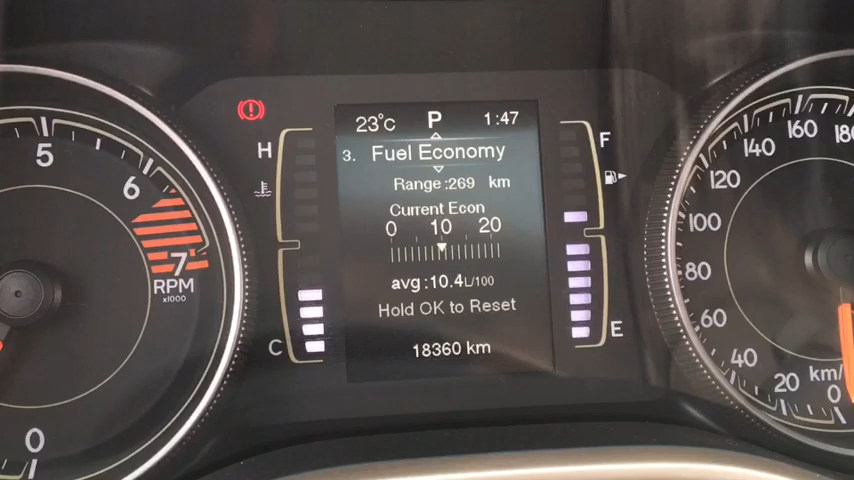 23°C P 1:47
3. Fuel Economy
Range:269 km
Current Econ
0 10 20
avg:10.4L/100
Hold OK to Reset
18360 km
H
C
F
E
5
6
7
RPM
x1000
0
180
160
140
120
100
80
60
40
20
0
km/